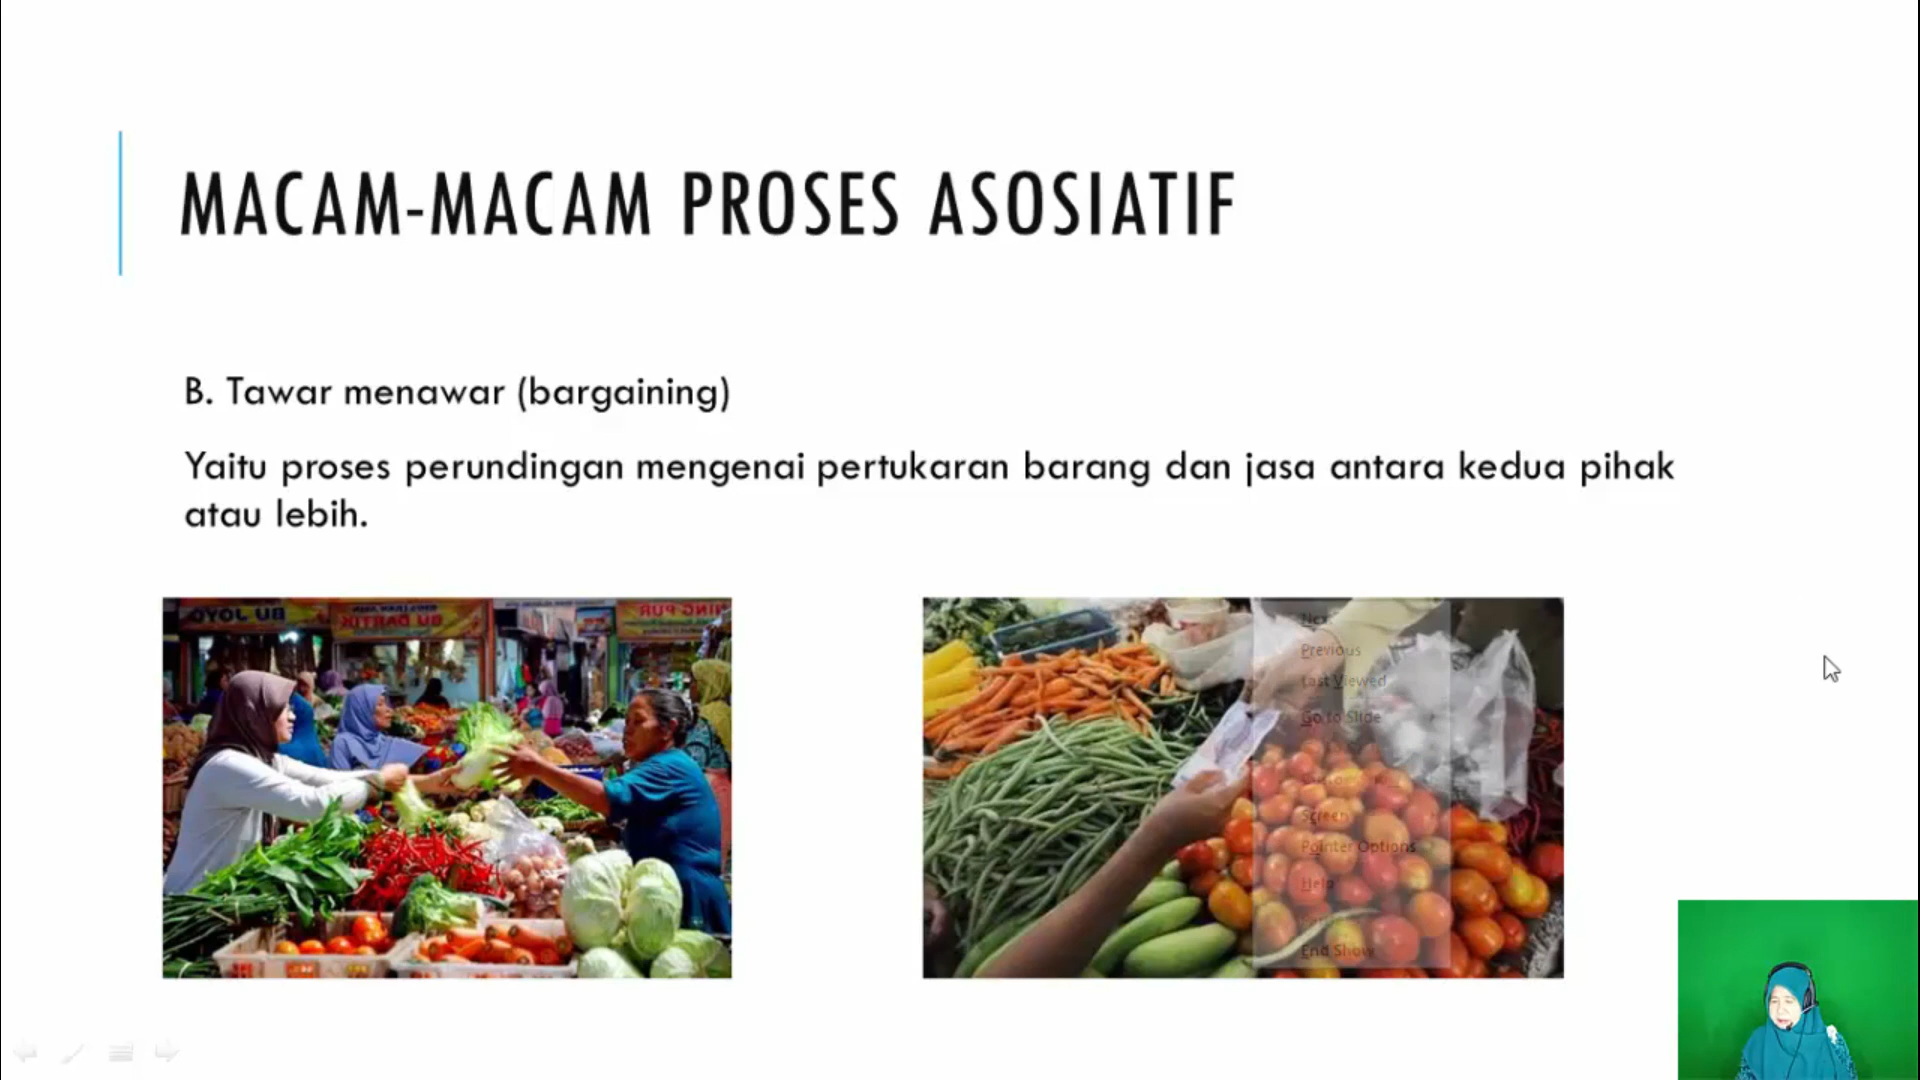 MACAM-MACAM PROSES ASOSIATIF
B. Tawar menawar (bargaining)
Yaitu proses perundingan mengenai pertukaran barang dan jasa antara kedua pihak
atau lebih.
Previous
Last Viewed
Go to Slide
Screen
Pointer Options
Help
End Show